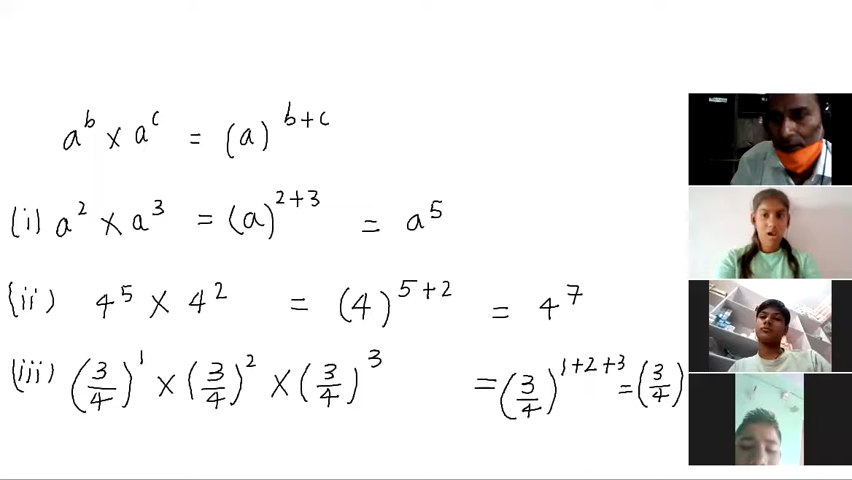 a^b × a^c = (a)^{b+c}
(i) a^2 × a^3 = (a)^{2+3} = a^5
(ii) 4^5 × 4^2 = (4)^{5+2} = 4^7
(iii) (3/4)^1 × (3/4)^2 × (3/4)^3 = (3/4)^{1+2+3} = (3/4)